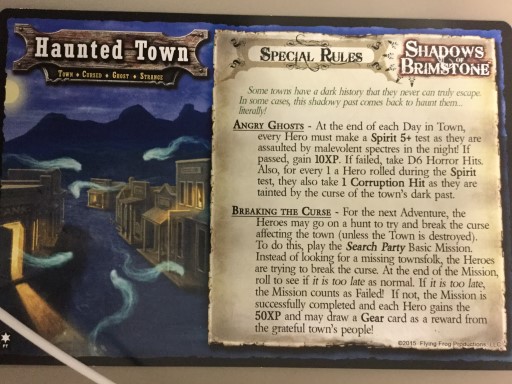 Haunted Town
Town • Cursed • Ghost • Strange
Special Rules
Shadows
of
Brimstone
Some towns have a dark history that they never can truly escape.
In some cases, this shadowy past comes back to haunt them..
literally!
Angry Ghosts - At the end of each Day in Town,
every Hero must make a Spirit 5+ test as they are
assaulted by malevolent spectres in the night! If
passed, gain 10XP. If failed, take D6 Horror Hits.
Also, for every 1 a Hero rolled during the Spirit
test, they also take 1 Corruption Hit as they are
tainted by the curse of the town's dark past.
Breaking the Curse - For the next Adventure, the
Heroes may go on a hunt to try and break the curse
affecting the town (unless the Town is destroyed).
To do this, play the Search Party Basic Mission.
Instead of looking for a missing townsfolk, the Heroes
are trying to break the curse. At the end of the Mission,
roll to see if it is too late as normal. If it is too late,
the Mission counts as Failed! If not, the Mission is
successfully completed and each Hero gains the
50XP and may draw a Gear card as a reward from
the grateful town's people!
©2015 Flying Frog Productions